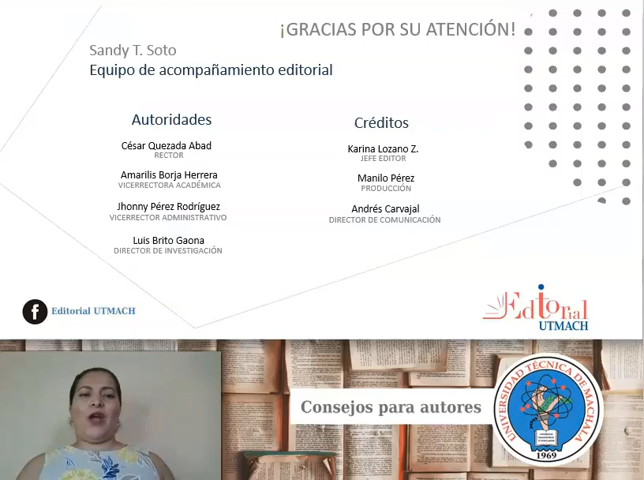 ¡GRACIAS POR SU ATENCIÓN!
Sandy T. Soto
Equipo de acompañamiento editorial
Autoridades
César Quezada Abad
RECTOR
Amarilis Borja Herrera
VICERRECTORA ACADÉMICA
Jhonny Pérez Rodríguez
VICERRECTOR ADMINISTRATIVO
Luis Brito Gaona
DIRECTOR DE INVESTIGACIÓN
Créditos
Karina Lozano Z.
JEFE EDITOR
Manilo Pérez
PRODUCCIÓN
Andrés Carvajal
DIRECTOR DE COMUNICACIÓN
f
Editorial UTMACH
Editorial
UTMACH
Consejos para autores
UNIVERSIDAD TÉCNICA DE MACHALA
1969